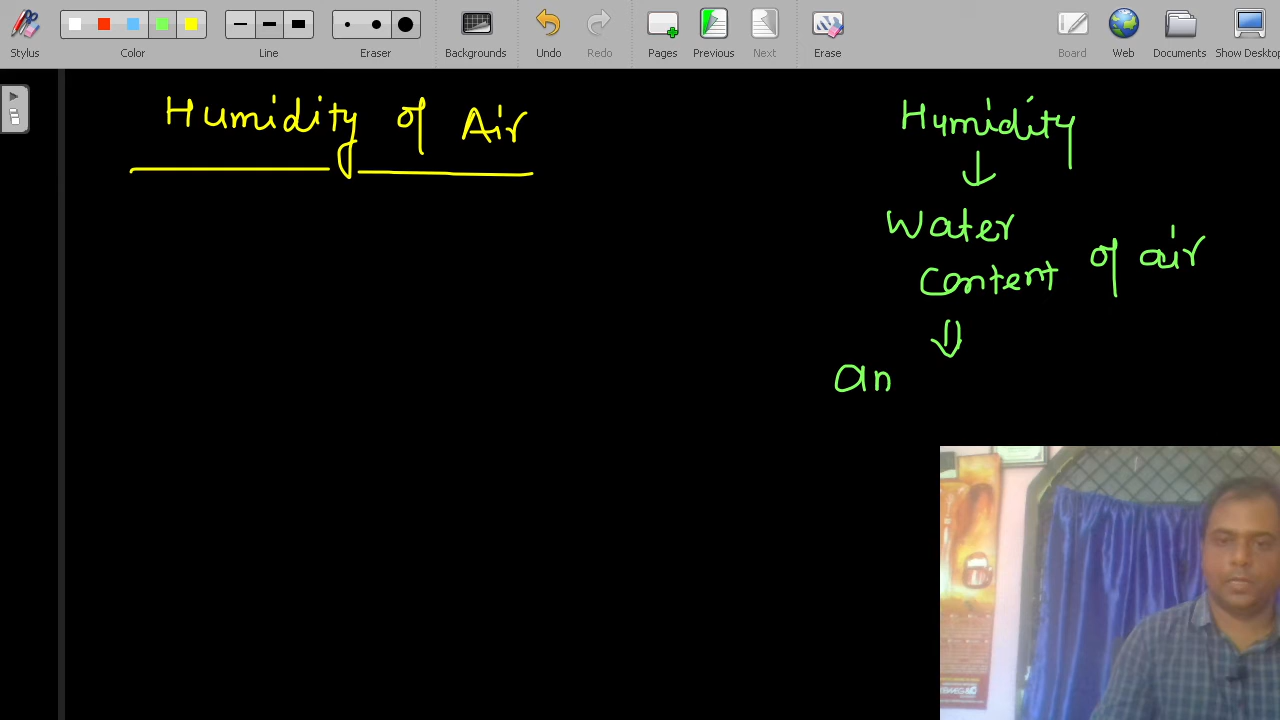 Stylus
Color
Line
Eraser
Backgrounds
Undo
Redo
Pages
Previous
Next
Erase
Board
Web
Documents
Show Desktop
Humidity of Air
Humidity
↓
Water
content of air
⇓
an